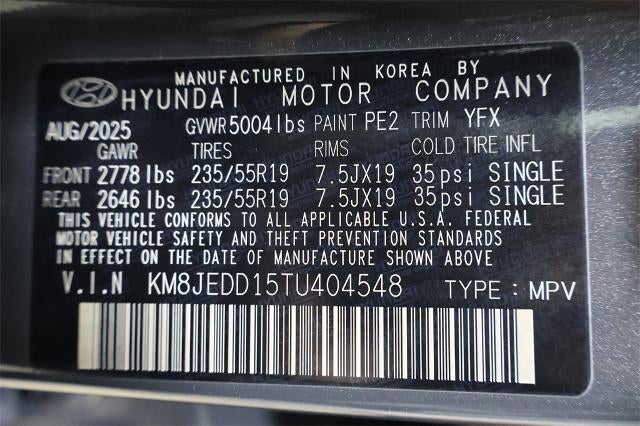 MANUFACTURED IN KOREA BY
HYUNDAI MOTOR COMPANY
AUG/2025 GVWR 5004lbs PAINT PE2 TRIM YFX
GAWR TIRES RIMS COLD TIRE INFL
FRONT 2778 lbs 235/55R19 7.5JX19 35psi SINGLE
REAR 2646 lbs 235/55R19 7.5JX19 35psi SINGLE
THIS VEHICLE CONFORMS TO ALL APPLICABLE U.S.A. FEDERAL
MOTOR VEHICLE SAFETY AND THEFT PREVENTION STANDARDS
IN EFFECT ON THE DATE OF MANUFACTURE SHOWN ABOVE
V.I.N KM8JEDD15TU404548 TYPE : MPV